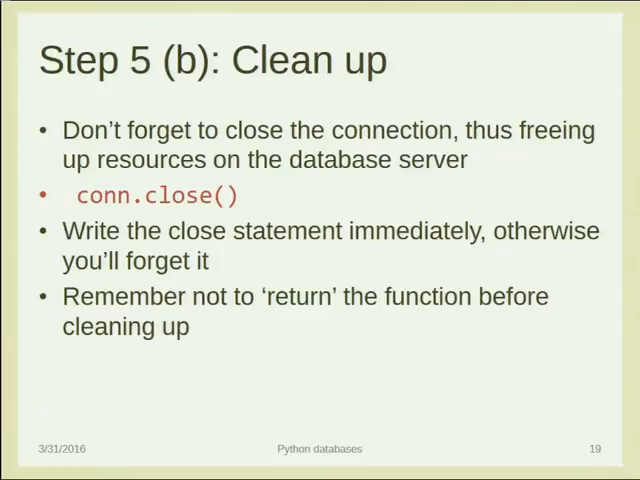 Step 5 (b): Clean up
• Don’t forget to close the connection, thus freeing
up resources on the database server
• conn.close()
• Write the close statement immediately, otherwise
you’ll forget it
• Remember not to ‘return’ the function before
cleaning up
3/31/2016 Python databases 19